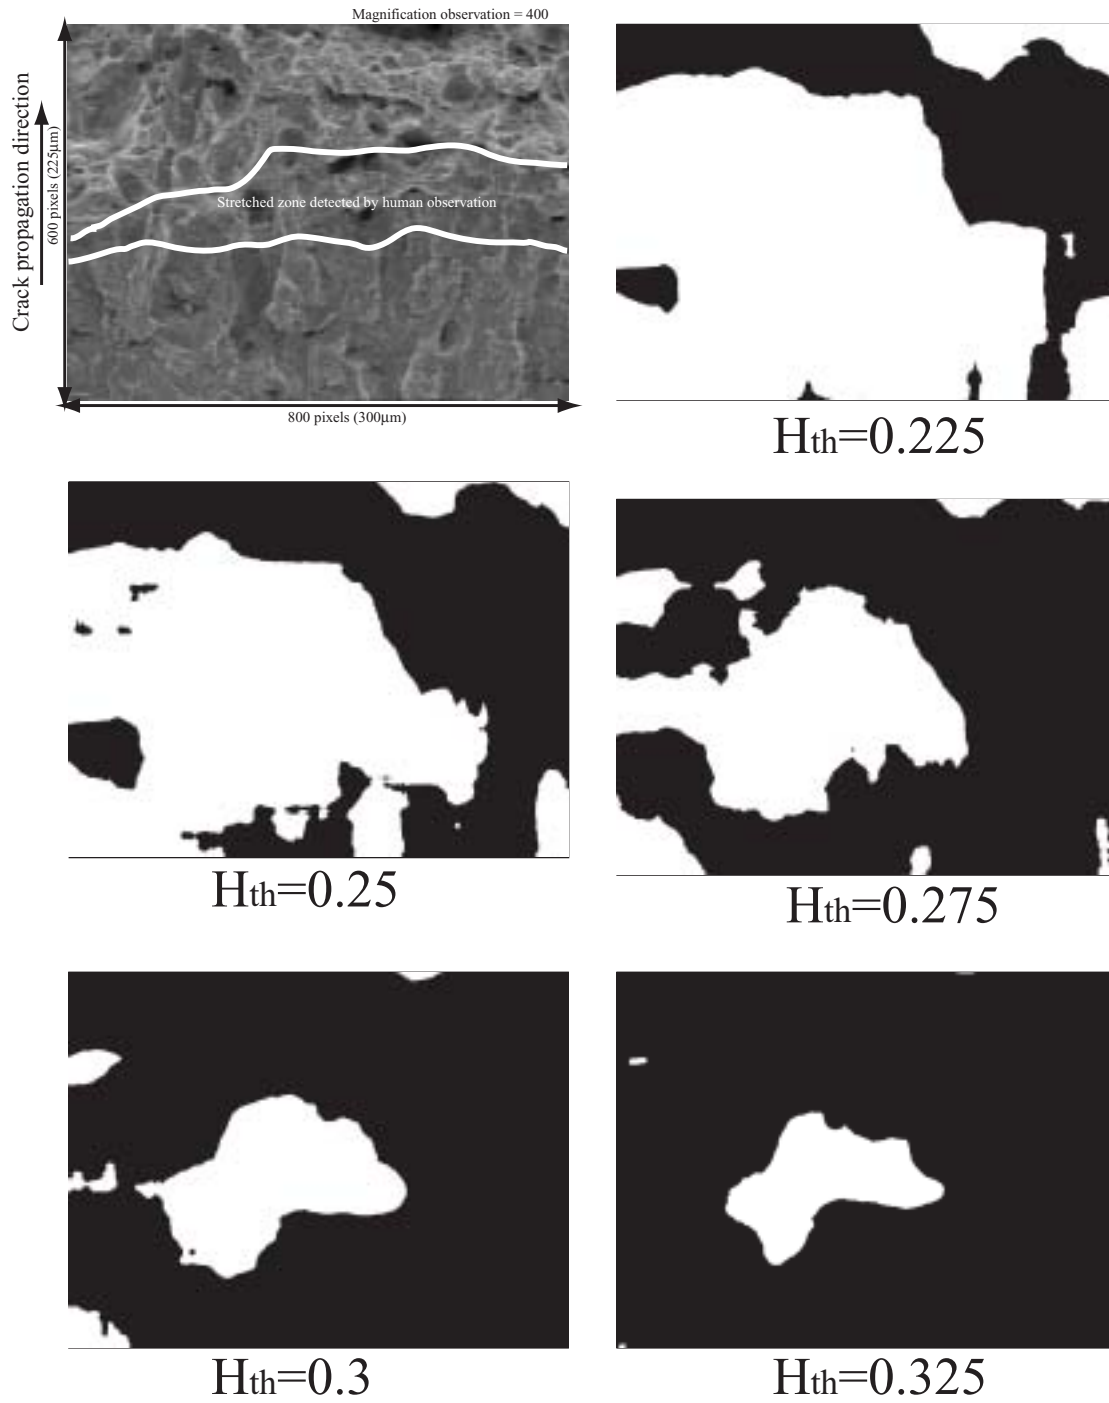 Magnification observation = 400
Crack propagation direction
600 pixels (225μm)
Stretched zone detected by human observation
800 pixels (300μm)
Hth=0.225
Hth=0.25
Hth=0.275
Hth=0.3
Hth=0.325